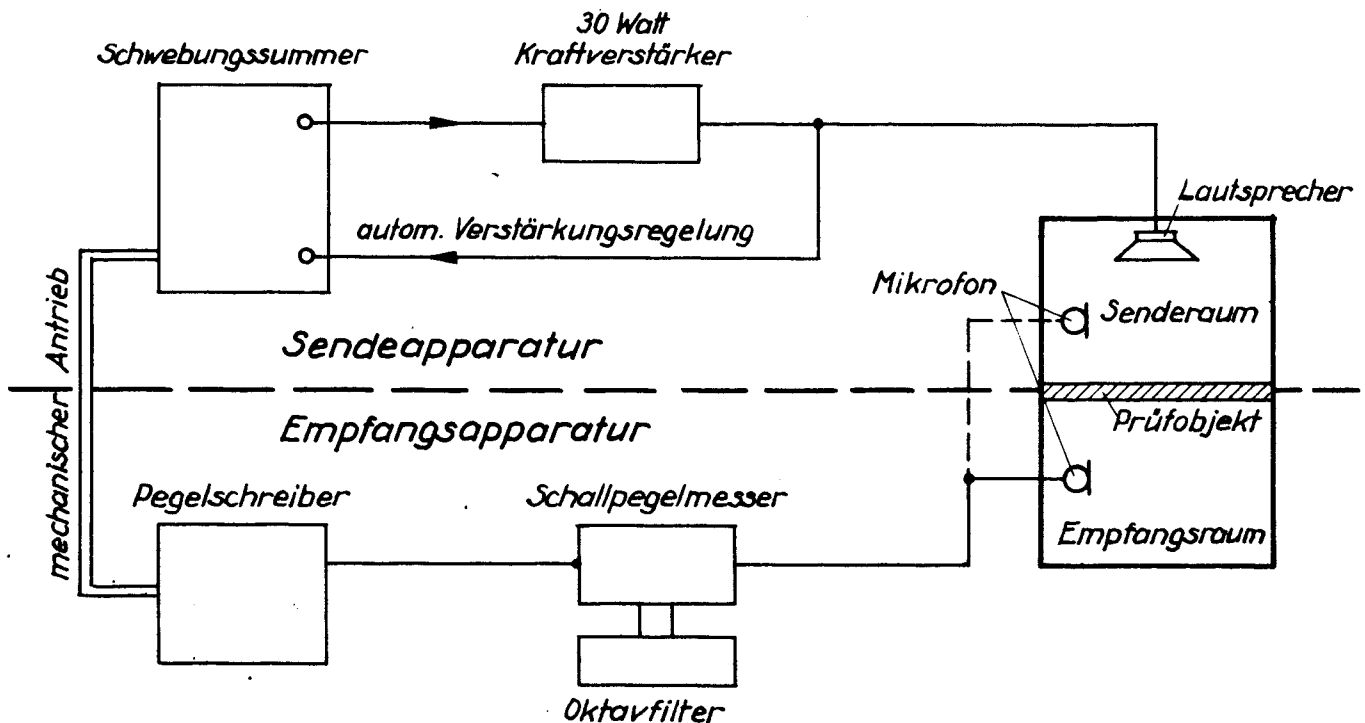 30 Watt
Kraftverstärker
Schwebungssummer
Lautsprecher
autom. Verstärkungsregelung
Mikrofon
Senderaum
Sendeapparatur
mechanischer Antrieb
Empfangsapparatur
Prüfobjekt
Pegelschreiber
Schallpegelmesser
Empfangsraum
Oktavfilter